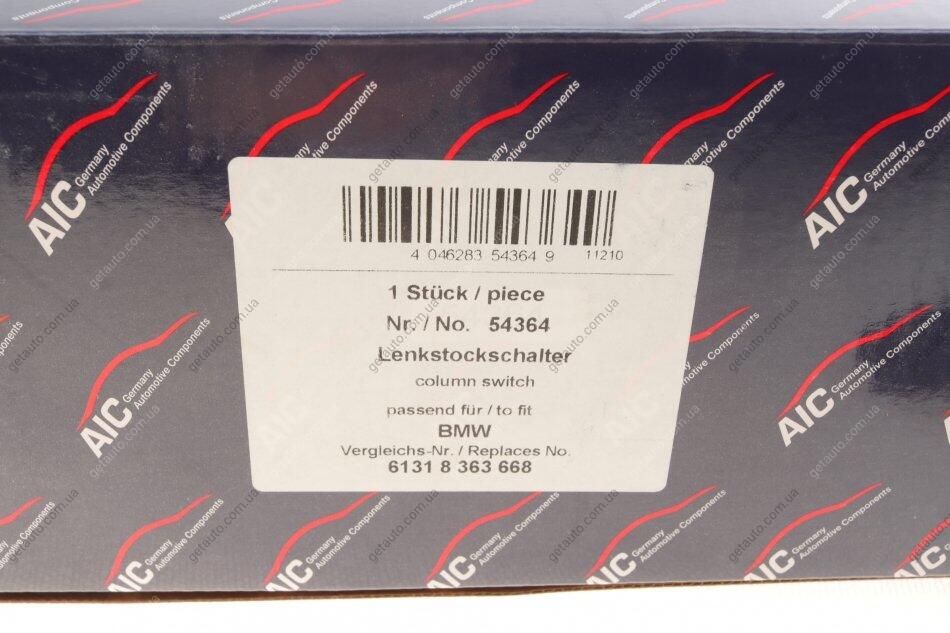 4 046283 54364 9 11210
1 Stück / piece
Nr. / No. 54364
Lenkstockschalter
column switch
passend für / to fit
BMW
Vergleichs-Nr. / Replaces No.
6131 8 363 668
AIC Germany
Automotive Components
getauto.com.ua